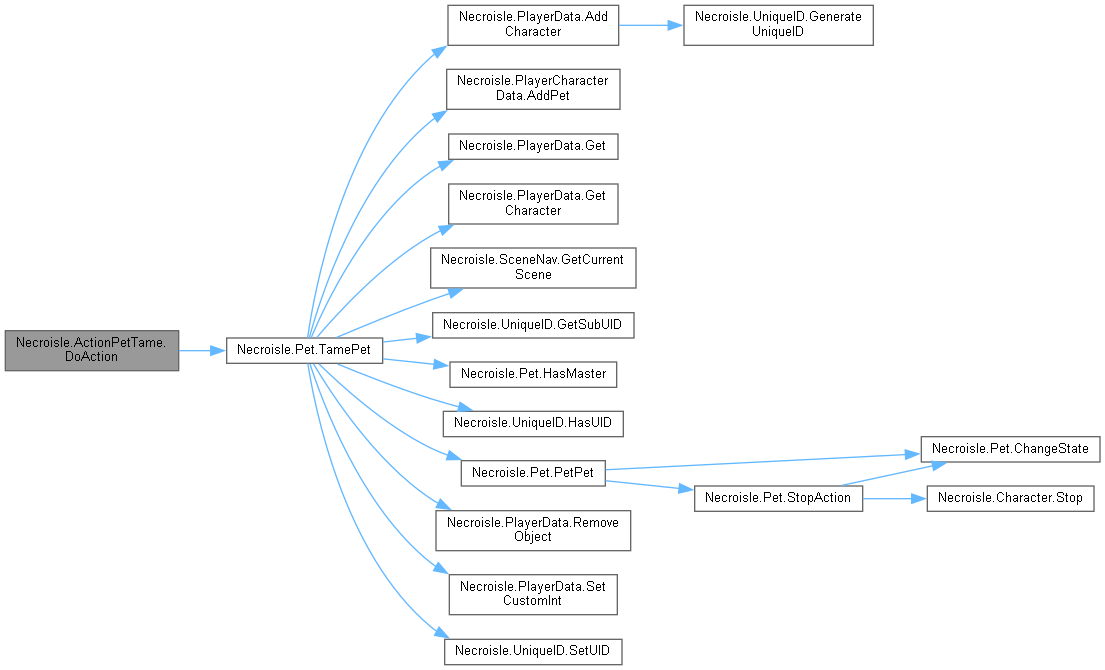 Necroisle.PlayerData.Add
Character
Necroisle.UniqueID.Generate
UniqueID
Necroisle.PlayerCharacter
Data.AddPet
Necroisle.PlayerData.Get
Necroisle.PlayerData.Get
Character
Necroisle.SceneNav.GetCurrent
Scene
Necroisle.UniqueID.GetSubUID
Necroisle.ActionPetTame.
DoAction
Necroisle.Pet.TamePet
Necroisle.Pet.HasMaster
Necroisle.UniqueID.HasUID
Necroisle.Pet.PetPet
Necroisle.Pet.ChangeState
Necroisle.Pet.StopAction
Necroisle.Character.Stop
Necroisle.PlayerData.Remove
Object
Necroisle.PlayerData.Set
CustomInt
Necroisle.UniqueID.SetUID